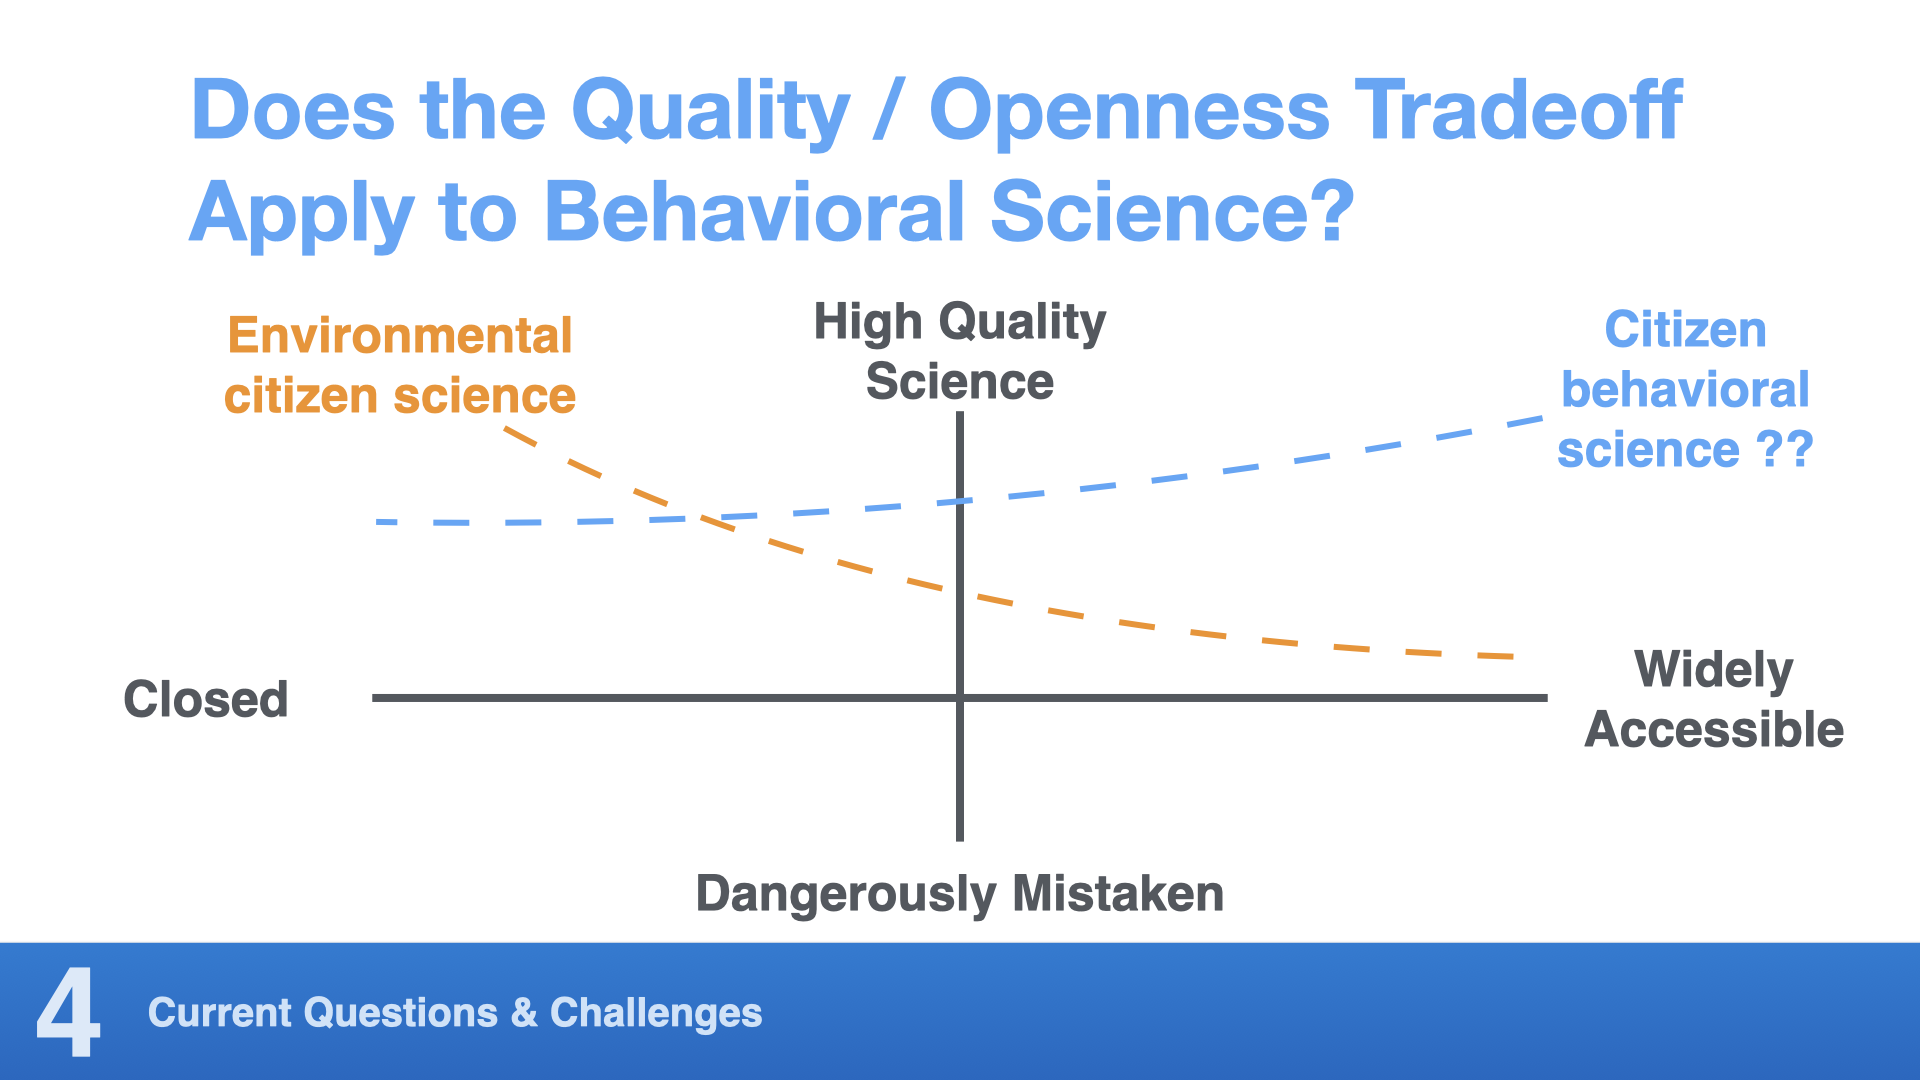 Does the Quality / Openness Tradeoff
Apply to Behavioral Science?
Environmental
citizen science
High Quality
Science
Citizen
behavioral
science ??
Closed
Widely
Accessible
Dangerously Mistaken
4
Current Questions & Challenges